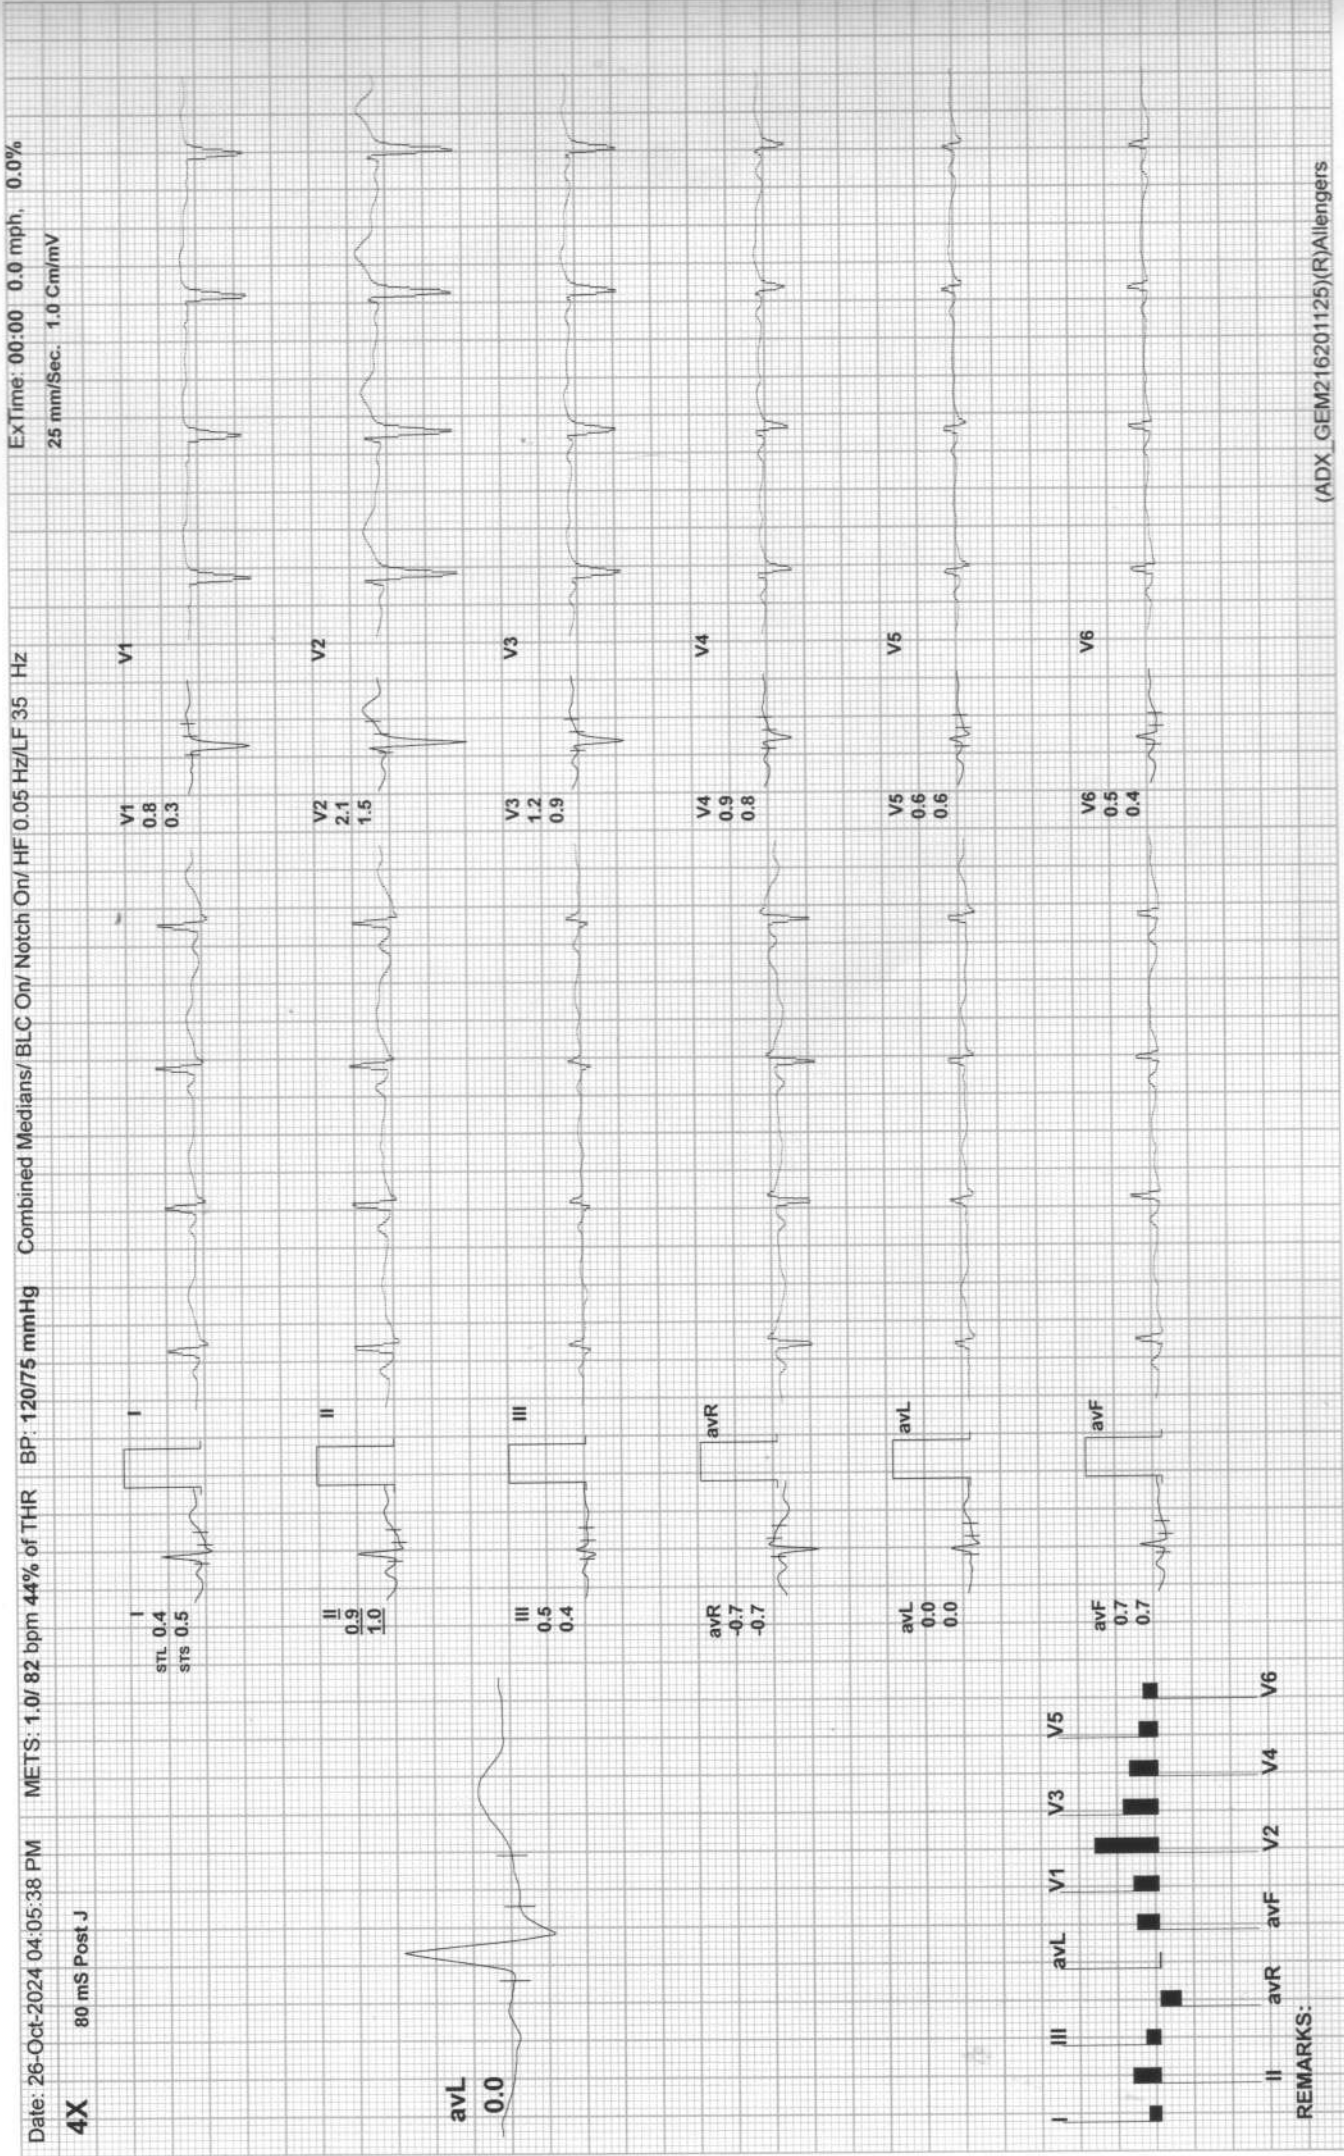 Date: 26-Oct-2024 04:05:38 PM METS: 1.0/ 82 bpm 44% of THR BP: 120/75 mmHg Combined Medians/ BLC On/ Notch On/ HF 0.05 Hz/LF 35 Hz ExTime: 00:00 0.0 mph, 0.0%
4X 80 mS Post J 25 mm/Sec. 1.0 Cm/mV
avL
0.0
I
STL 0.4
STS 0.5
I
V1
0.8
0.3
V1
II
0.9
1.0
II
V2
2.1
1.5
V2
III
0.5
0.4
III
V3
1.2
0.9
V3
avR
-0.7
-0.7
avR
V4
0.9
0.8
V4
avL
0.0
0.0
avL
V5
0.6
0.6
V5
avF
0.7
0.7
avF
V6
0.5
0.4
V6
I III avL V1 V3 V5
II avR avF V2 V4 V6
REMARKS:
(ADX_GEM216201125)(R)Allengers